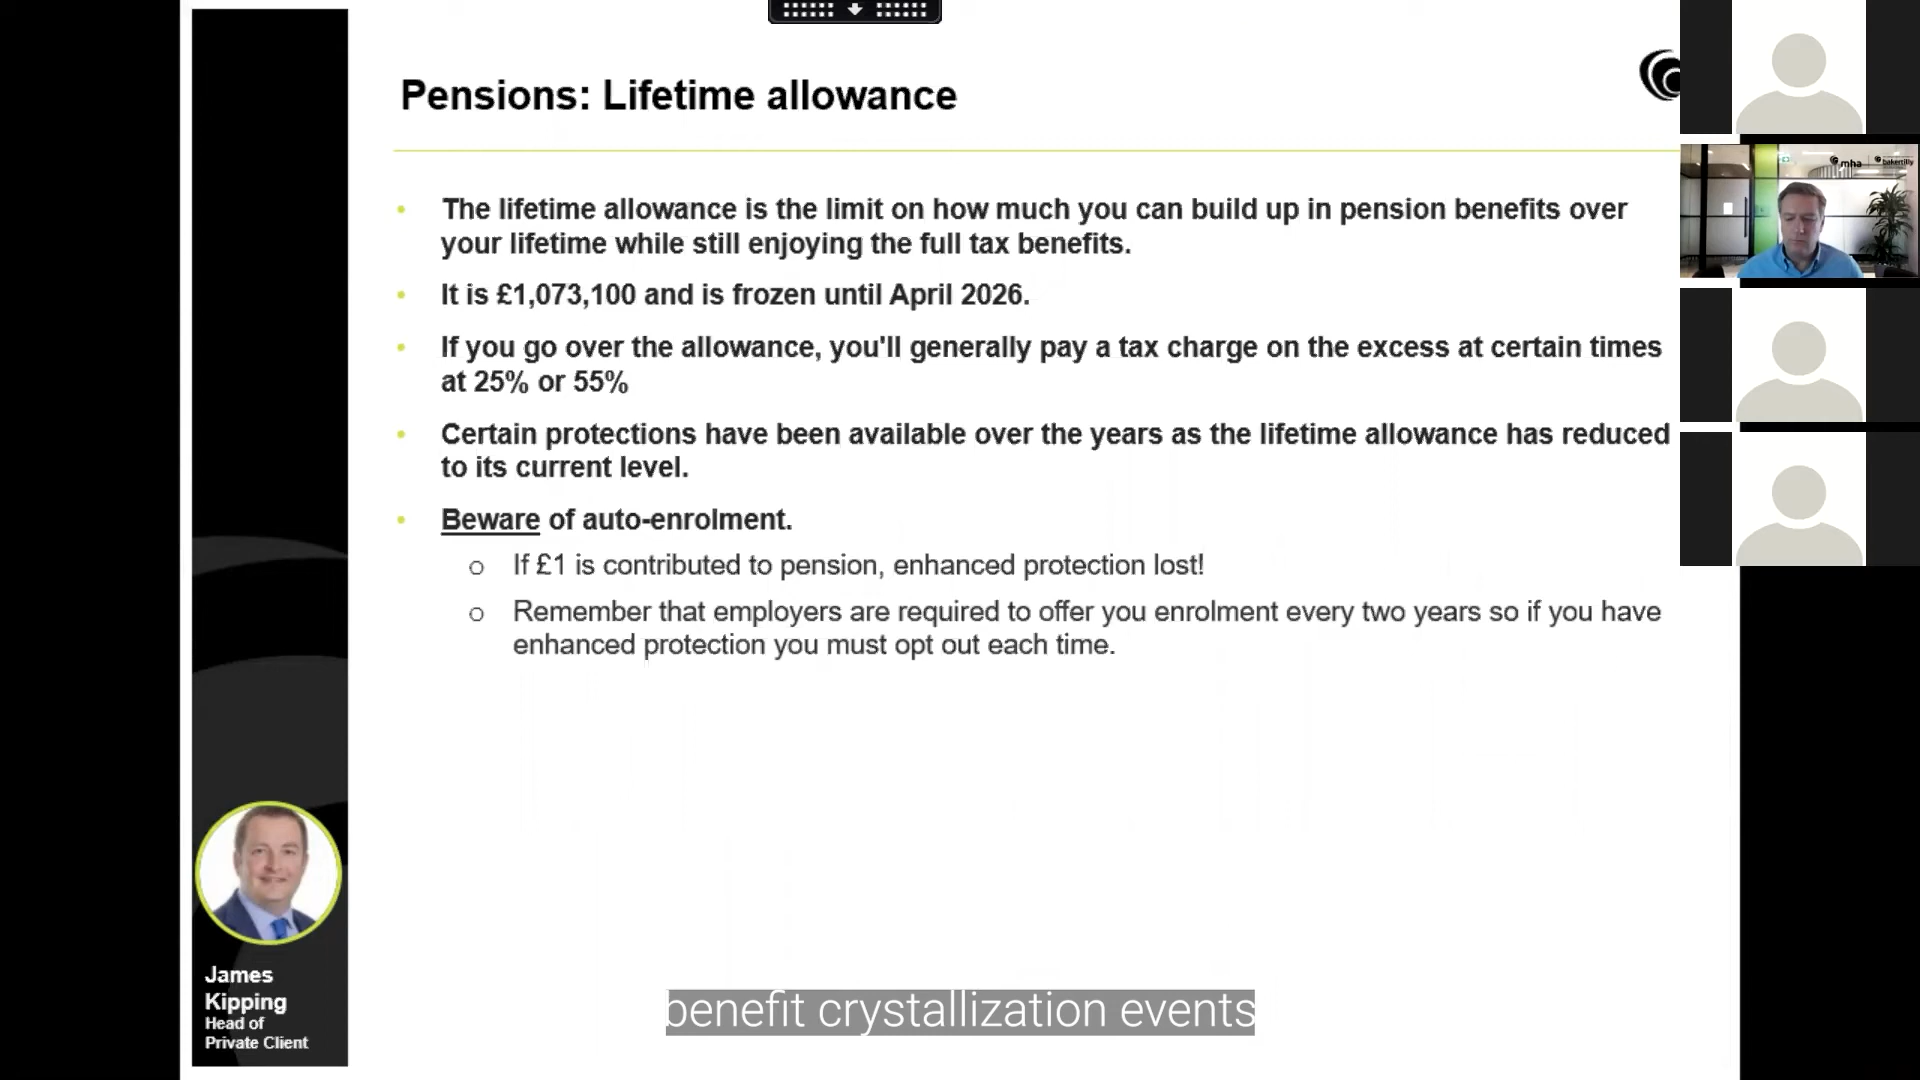 Pensions: Lifetime allowance
The lifetime allowance is the limit on how much you can build up in pension benefits over
your lifetime while still enjoying the full tax benefits.
It is £1,073,100 and is frozen until April 2026.
If you go over the allowance, you'll generally pay a tax charge on the excess at certain times
at 25% or 55%
Certain protections have been available over the years as the lifetime allowance has reduced
to its current level.
Beware of auto-enrolment.
o If £1 is contributed to pension, enhanced protection lost!
o Remember that employers are required to offer you enrolment every two years so if you have
enhanced protection you must opt out each time.
James
Kipping
Head of
Private Client
benefit crystallization events
mha
bakertilly